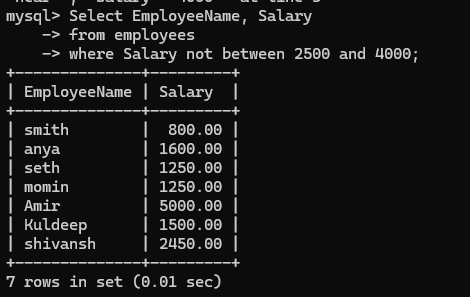 mysql> Select EmployeeName, Salary
    -> from employees
    -> where Salary not between 2500 and 4000;
+--------------+---------+
| EmployeeName | Salary  |
+--------------+---------+
| smith        |  800.00 |
| anya         | 1600.00 |
| seth         | 1250.00 |
| momin        | 1250.00 |
| Amir         | 5000.00 |
| Kuldeep      | 1500.00 |
| shivansh     | 2450.00 |
+--------------+---------+
7 rows in set (0.01 sec)